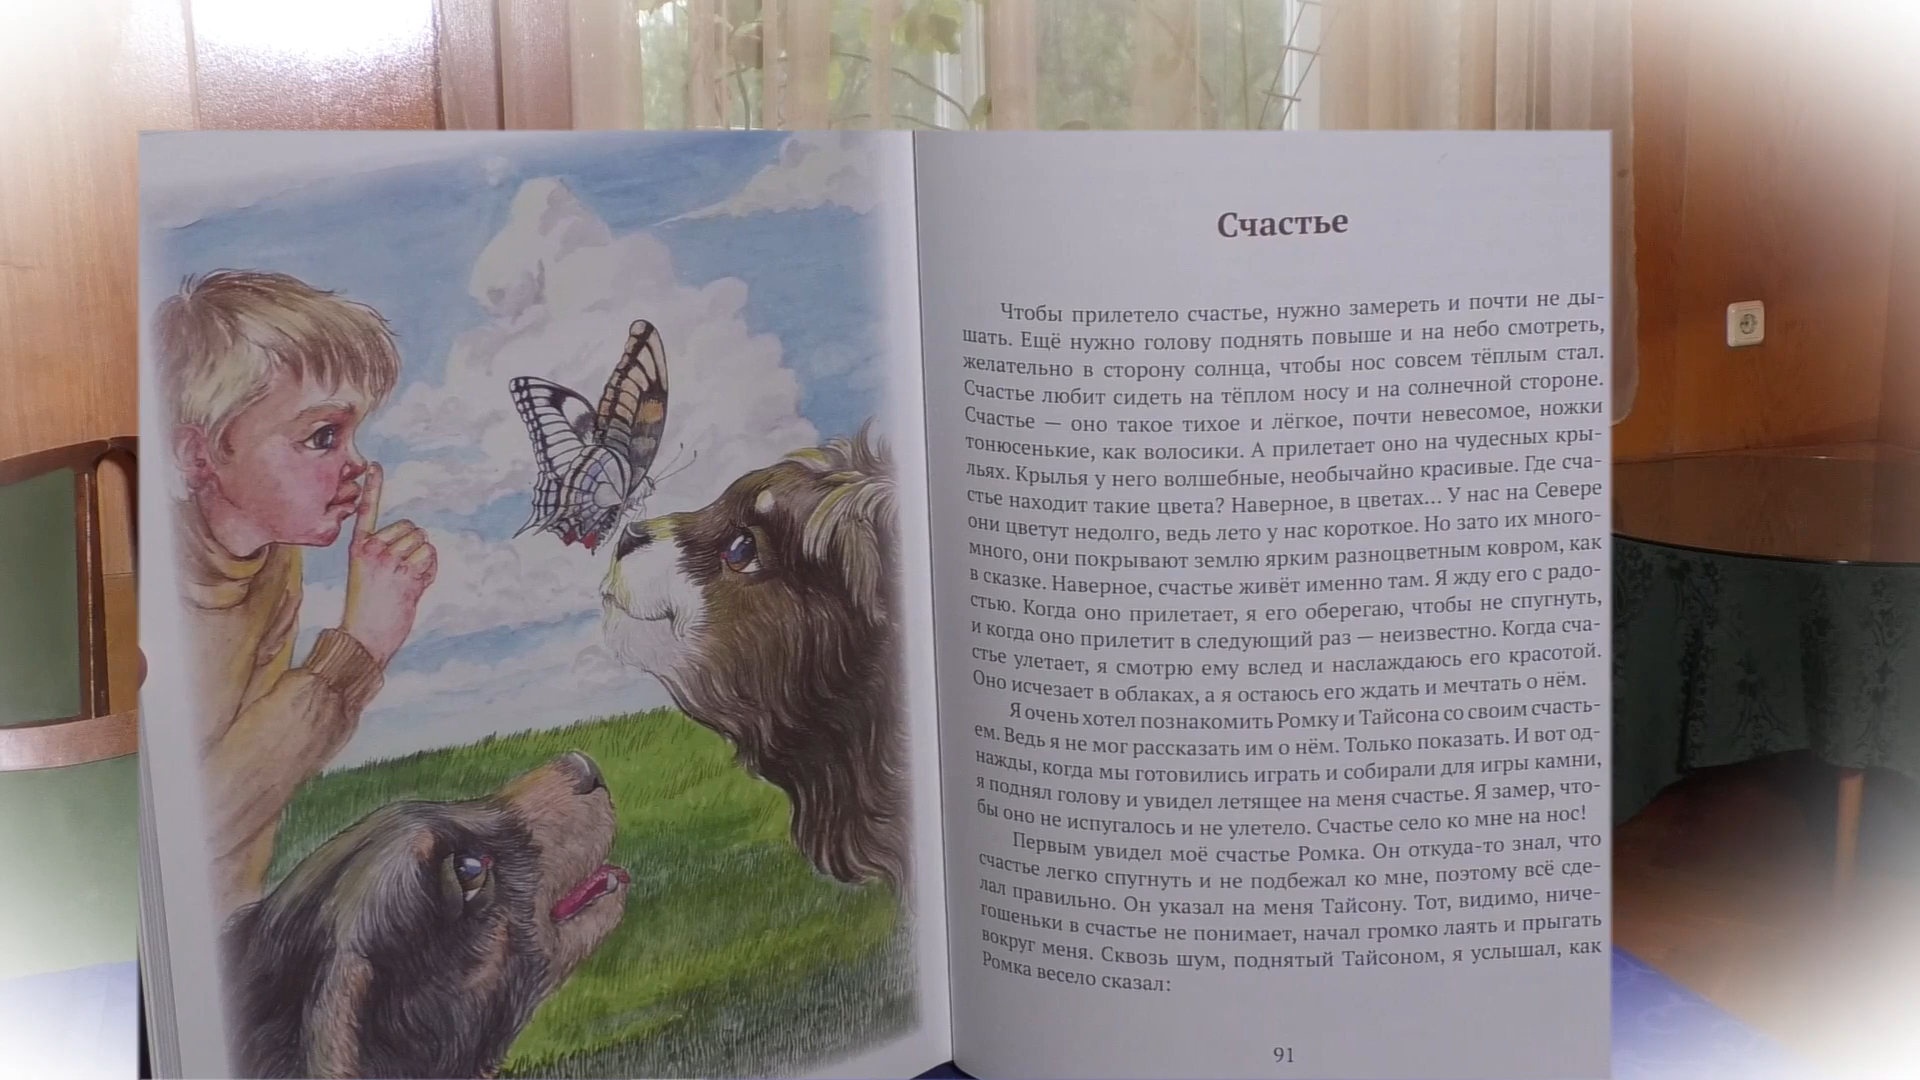 Счастье
Чтобы прилетело счастье, нужно замереть и почти не ды-
шать. Ещё нужно голову поднять повыше и на небо смотреть,
желательно в сторону солнца, чтобы нос совсем тёплым стал.
Счастье любит сидеть на тёплом носу и на солнечной стороне.
Счастье — оно такое тихое и лёгкое, почти невесомое, ножки
тонюсенькие, как волосики. А прилетает оно на чудесных кры-
льях. Крылья у него волшебные, необычайно красивые. Где сча-
стье находит такие цвета? Наверное, в цветах... У нас на Севере
они цветут недолго, ведь лето у нас короткое. Но зато их много-
много, они покрывают землю ярким разноцветным ковром, как
в сказке. Наверное, счастье живёт именно там. Я жду его с радо-
стью. Когда оно прилетает, я его оберегаю, чтобы не спугнуть,
и когда оно прилетит в следующий раз — неизвестно. Когда сча-
стье улетает, я смотрю ему вслед и наслаждаюсь его красотой.
Оно исчезает в облаках, а я остаюсь его ждать и мечтать о нём.
Я очень хотел познакомить Ромку и Тайсона со своим счасть-
ем. Ведь я не мог рассказать им о нём. Только показать. И вот од-
нажды, когда мы готовились играть и собирали для игры камни,
я поднял голову и увидел летящее на меня счастье. Я замер, что-
бы оно не испугалось и не улетело. Счастье село ко мне на нос!
Первым увидел моё счастье Ромка. Он откуда-то знал, что
счастье легко спугнуть и не подбежал ко мне, поэтому всё сде-
лал правильно. Он указал на меня Тайсону. Тот, видимо, ниче-
гошеньки в счастье не понимает, начал громко лаять и прыгать
вокруг меня. Сквозь шум, поднятый Тайсоном, я услышал, как
Ромка весело сказал:
91